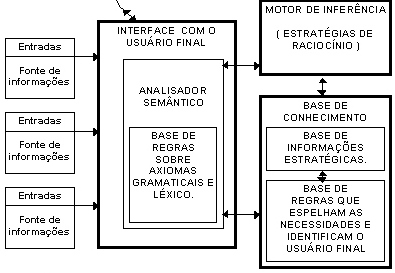 Entradas
Fonte de
informações
Entradas
Fonte de
informações
Entradas
Fonte de
informações
INTERFACE COM O
USUÁRIO FINAL
ANALISADOR
SEMÂNTICO
BASE DE
REGRAS
SOBRE
AXIOMAS
GRAMATICAIS E
LÉXICO.
MOTOR DE INFERÊNCIA
( ESTRATÉGIAS DE
RACIOCÍNIO )
BASE DE
CONHECIMENTO
BASE DE
INFORMAÇÕES
ESTRATÉGICAS.
BASE DE
REGRAS QUE
ESPELHAM AS
NECESSIDADES E
IDENTIFICAM O
USUÁRIO FINAL